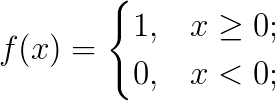 f(x) = { 1, x ≥ 0;
0, x < 0;